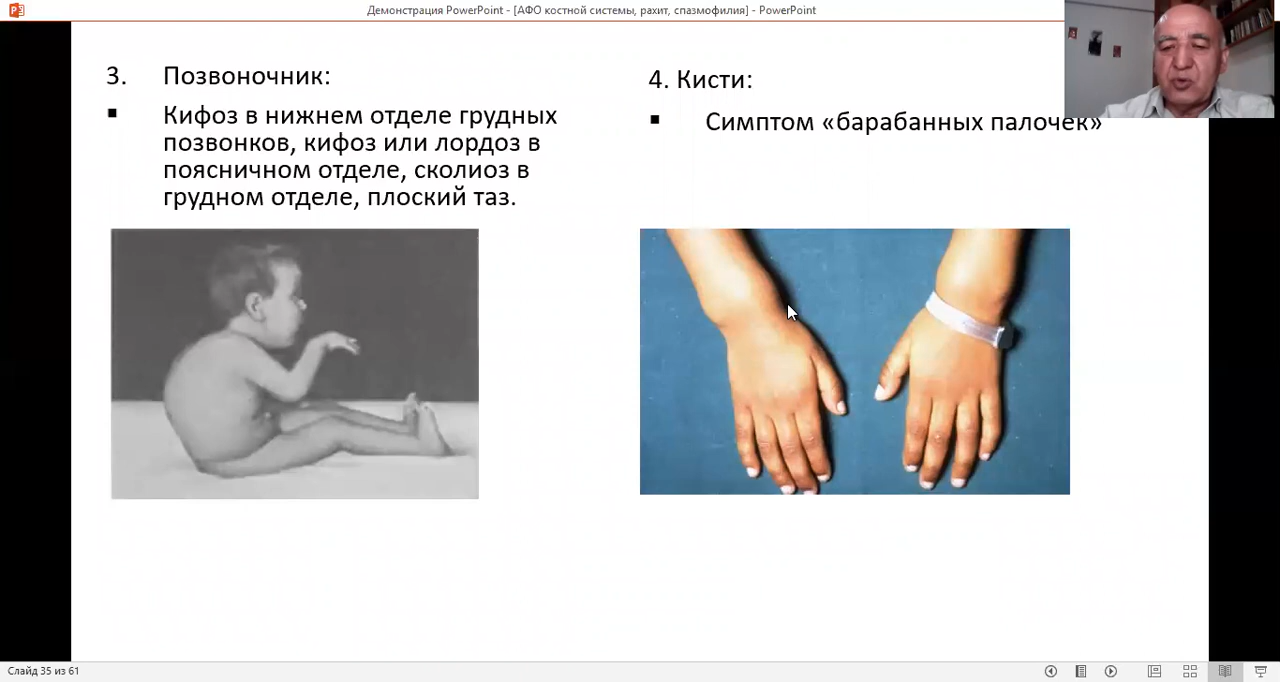 Демонстрация PowerPoint - [АФО костной системы, рахит, спазмофилия] - PowerPoint
3. Позвоночник:
▪ Кифоз в нижнем отделе грудных
позвонков, кифоз или лордоз в
поясничном отделе, сколиоз в
грудном отделе, плоский таз.
4. Кисти:
▪ Симптом «барабанных палочек»
Слайд 35 из 61